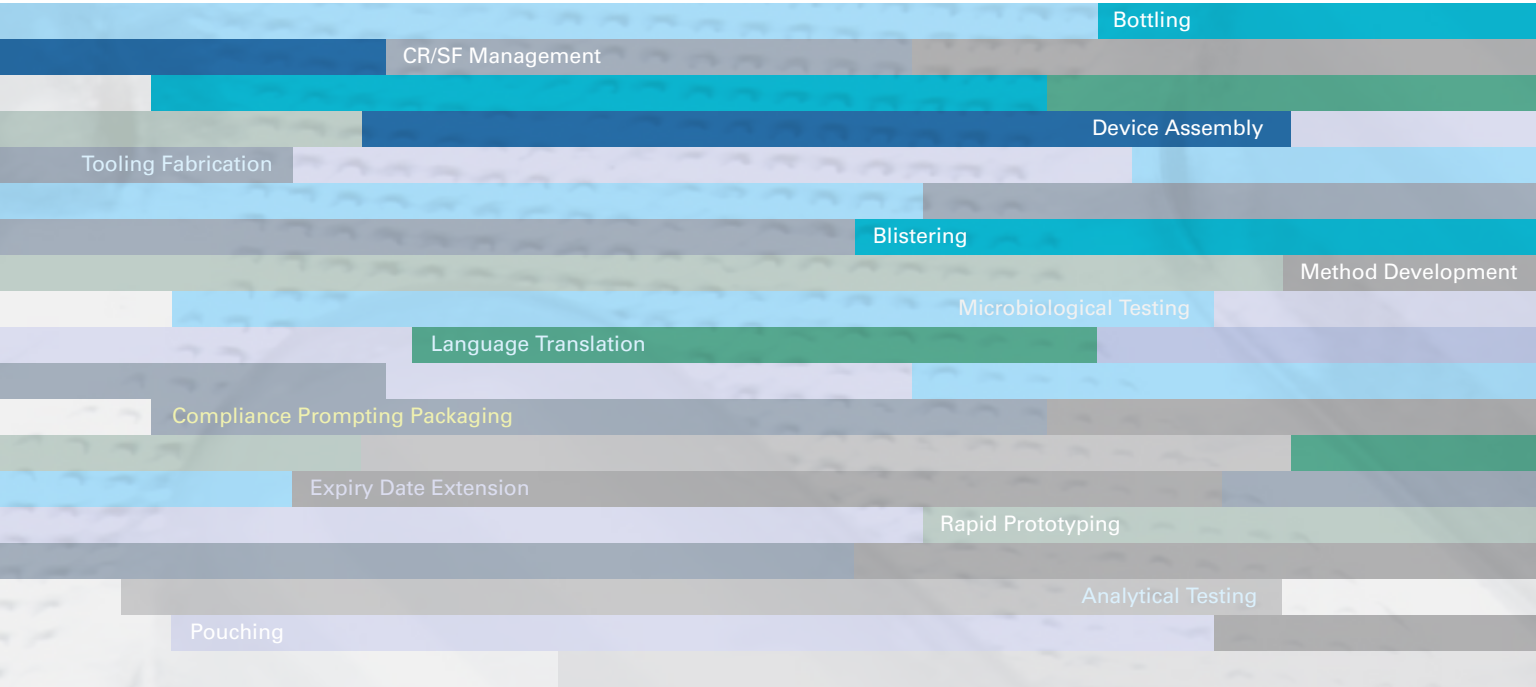 Bottling
CR/SF Management
Device Assembly
Tooling Fabrication
Blistering
Method Development
Microbiological Testing
Language Translation
Compliance Prompting Packaging
Expiry Date Extension
Rapid Prototyping
Analytical Testing
Pouching